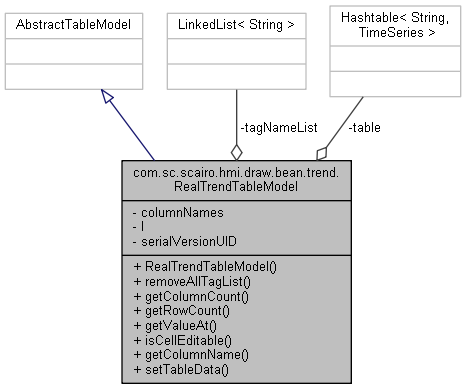 AbstractTableModel
LinkedList< String >
Hashtable< String,
TimeSeries >
-tagNameList
-table
com.sc.scairo.hmi.draw.bean.trend.
RealTrendTableModel
- columnNames
- l
- serialVersionUID
+ RealTrendTableModel()
+ removeAllTagList()
+ getColumnCount()
+ getRowCount()
+ getValueAt()
+ isCellEditable()
+ getColumnName()
+ setTableData()